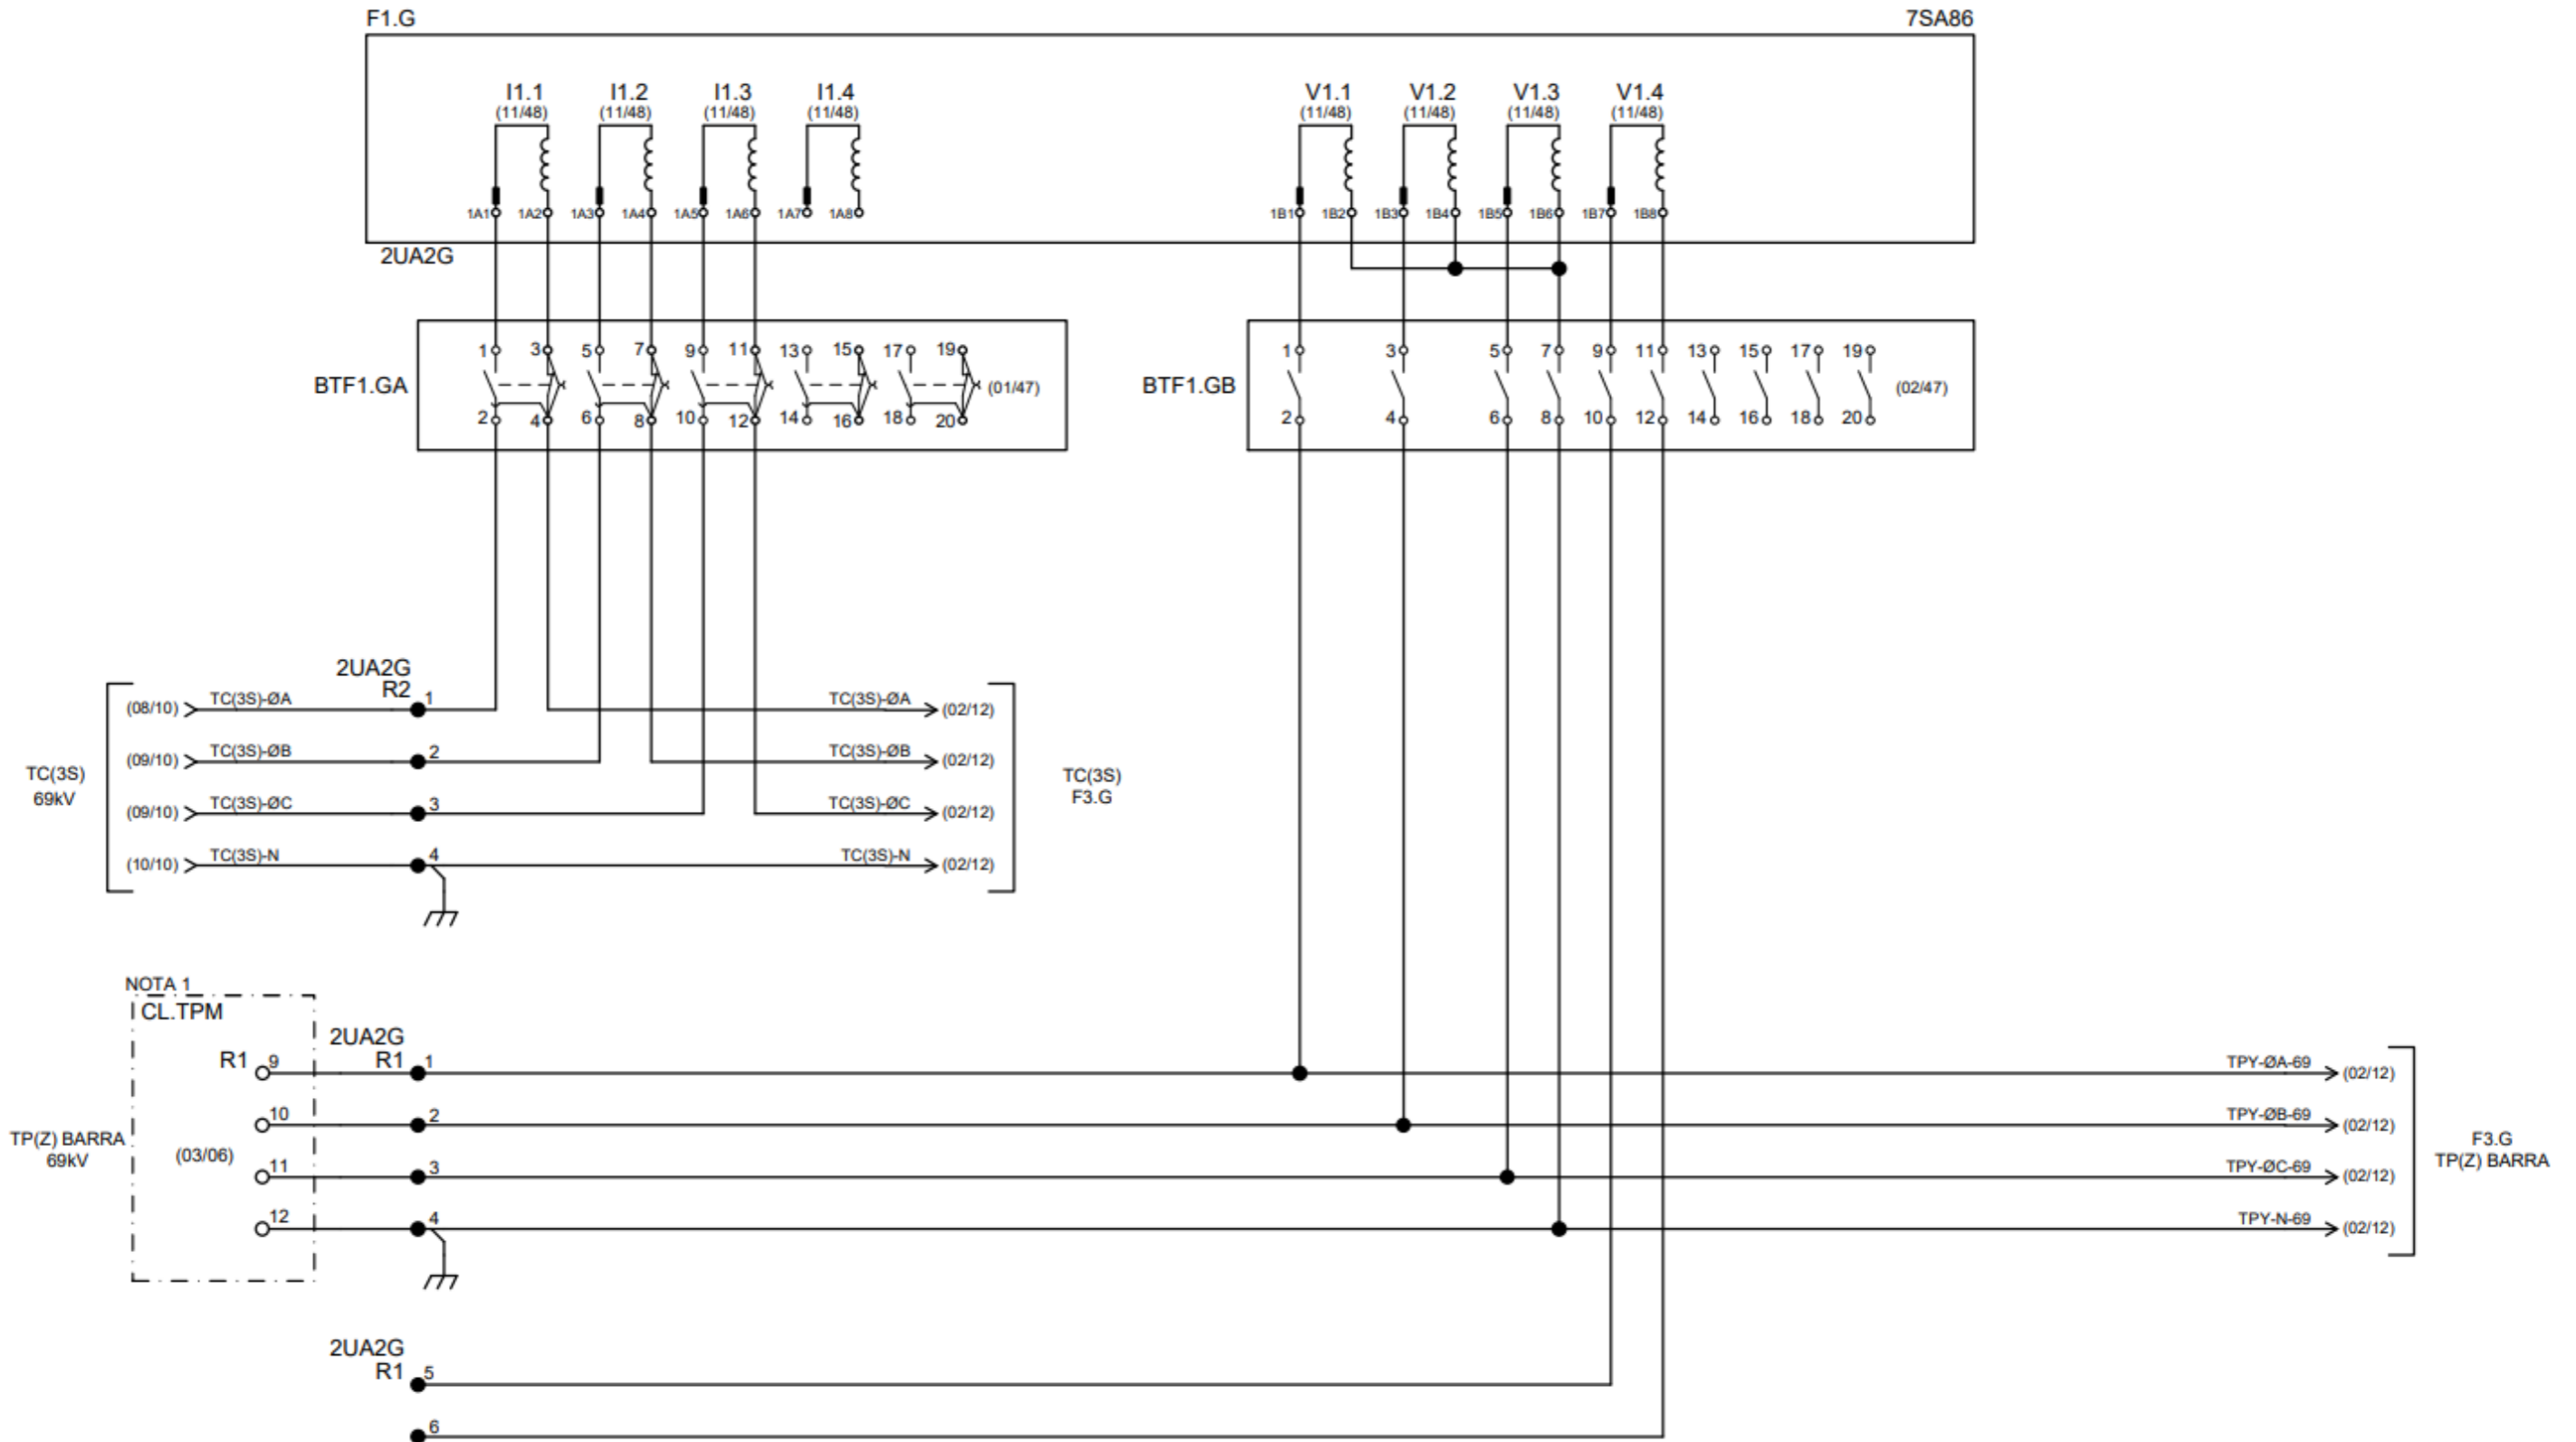 F1.G 7SA86
I1.1 I1.2 I1.3 I1.4 V1.1 V1.2 V1.3 V1.4
(11/48) (11/48) (11/48) (11/48) (11/48) (11/48) (11/48) (11/48)
1A1 1A2 1A3 1A4 1A5 1A6 1A7 1A8 1B1 1B2 1B3 1B4 1B5 1B6 1B7 1B8
2UA2G
1 3 5 7 9 11 13 15 17 19 1 3 5 7 9 11 13 15 17 19
BTF1.GA (01/47) BTF1.GB (02/47)
2 4 6 8 10 12 14 16 18 20 2 4 6 8 10 12 14 16 18 20
2UA2G
R2 1
(08/10) TC(3S)-ØA TC(3S)-ØA (02/12)
(09/10) TC(3S)-ØB 2 TC(3S)-ØB (02/12)
TC(3S)
69kV
TC(3S)
F3.G
(09/10) TC(3S)-ØC 3 TC(3S)-ØC (02/12)
(10/10) TC(3S)-N 4 TC(3S)-N (02/12)
NOTA 1
CL.TPM
2UA2G
R1 9 R1 1 TPY-ØA-69 (02/12)
10 2 TPY-ØB-69 (02/12)
TP(Z) BARRA
69kV
(03/06)
F3.G
TP(Z) BARRA
11 3 TPY-ØC-69 (02/12)
12 4 TPY-N-69 (02/12)
2UA2G
R1 5
6